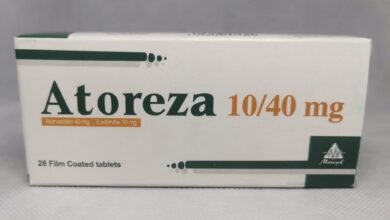 Atoreza 10/40 mg
Atorvastatin 40 mg ... Ezetimibe 10 mg
28 Film Coated tablets